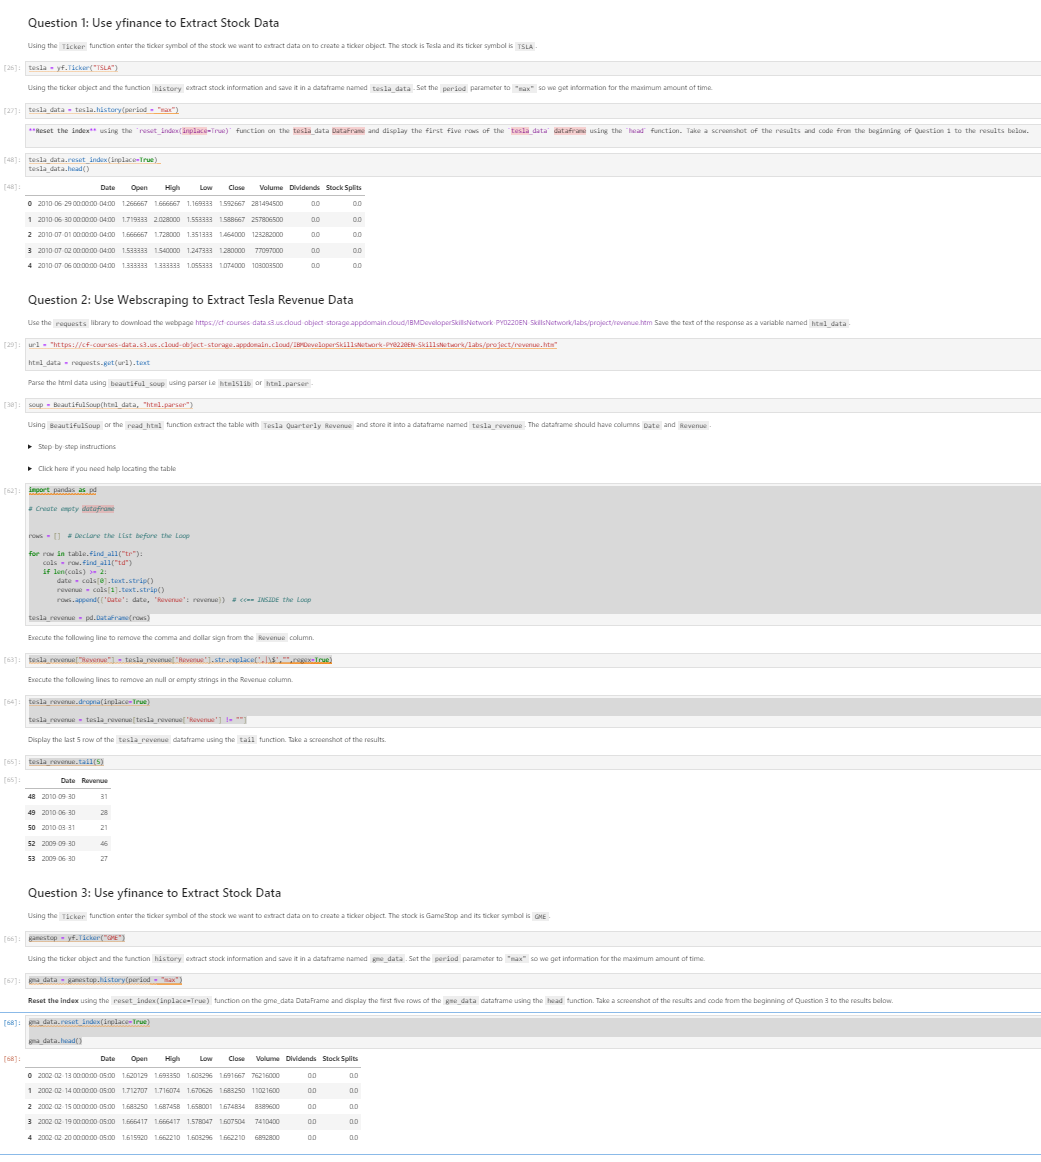 Question 1: Use yfinance to Extract Stock Data
Using the Ticker function enter the ticker symbol of the stock we want to extract data on to create a ticker object. The stock is Tesla and its ticker symbol is TSLA.
[26]: tesla = yf.Ticker("TSLA")
Using the ticker object and the function history extract stock information and save it in a dataframe named tesla_data. Set the period parameter to "max" so we get information for the maximum amount of time.
[27]: tesla_data = tesla.history(period = "max")
**Reset the index** using the `reset_index(inplace=True)` function on the tesla_data DataFrame and display the first five rows of the `tesla_data` dataframe using the `head` function. Take a screenshot of the results and code from the beginning of Question 1 to the results below.
[48]: tesla_data.reset_index(inplace=True)
tesla_data.head()
[48]: Date Open High Low Close Volume Dividends Stock Splits
0 2010-06-29 00:00:00-04:00 1.266667 1.666667 1.169333 1.592667 281494500 0.0 0.0
1 2010-06-30 00:00:00-04:00 1.719333 2.028000 1.553333 1.588667 257806500 0.0 0.0
2 2010-07-01 00:00:00-04:00 1.666667 1.728000 1.351333 1.464000 123282000 0.0 0.0
3 2010-07-02 00:00:00-04:00 1.533333 1.540000 1.247333 1.280000 77097000 0.0 0.0
4 2010-07-06 00:00:00-04:00 1.333333 1.333333 1.055333 1.074000 103003500 0.0 0.0
Question 2: Use Webscraping to Extract Tesla Revenue Data
Use the requests library to download the webpage https://cf-courses-data.s3.us.cloud-object-storage.appdomain.cloud/IBMDeveloperSkillsNetwork-PY0220EN-SkillsNetwork/labs/project/revenue.htm Save the text of the response as a variable named html_data.
[29]: url = "https://cf-courses-data.s3.us.cloud-object-storage.appdomain.cloud/IBMDeveloperSkillsNetwork-PY0220EN-SkillsNetwork/labs/project/revenue.htm"
html_data = requests.get(url).text
Parse the html data using beautiful_soup using parser i.e html5lib or html.parser.
[30]: soup = BeautifulSoup(html_data, "html.parser")
Using BeautifulSoup or the read_html function extract the table with Tesla Quarterly Revenue and store it into a dataframe named tesla_revenue. The dataframe should have columns Date and Revenue.
▶ Step-by-step instructions
▶ Click here if you need help locating the table
[62]: import pandas as pd
# Create empty dataframe
rows = [] # Declare the list before the loop
for row in table.find_all("tr"):
cols = row.find_all("td")
if len(cols) >= 2:
date = cols[0].text.strip()
revenue = cols[1].text.strip()
rows.append({'Date': date, 'Revenue': revenue}) # <<== INSIDE the loop
tesla_revenue = pd.DataFrame(rows)
Execute the following line to remove the comma and dollar sign from the Revenue column.
[63]: tesla_revenue["Revenue"] = tesla_revenue['Revenue'].str.replace(',|\$',"",regex=True)
Execute the following lines to remove an null or empty strings in the Revenue column.
[64]: tesla_revenue.dropna(inplace=True)
tesla_revenue = tesla_revenue[tesla_revenue['Revenue'] != ""]
Display the last 5 row of the tesla_revenue dataframe using the tail function. Take a screenshot of the results.
[65]: tesla_revenue.tail(5)
[65]: Date Revenue
48 2010-09-30 31
49 2010-06-30 28
50 2010-03-31 21
52 2009-09-30 46
53 2009-06-30 27
Question 3: Use yfinance to Extract Stock Data
Using the Ticker function enter the ticker symbol of the stock we want to extract data on to create a ticker object. The stock is GameStop and its ticker symbol is GME.
[66]: gamestop = yf.Ticker("GME")
Using the ticker object and the function history extract stock information and save it in a dataframe named gme_data. Set the period parameter to "max" so we get information for the maximum amount of time.
[67]: gma_data = gamestop.history(period = "max")
Reset the index using the reset_index(inplace=True) function on the gme_data DataFrame and display the first five rows of the gme_data dataframe using the head function. Take a screenshot of the results and code from the beginning of Question 3 to the results below.
[68]: gma_data.reset_index(inplace=True)
gma_data.head()
[68]: Date Open High Low Close Volume Dividends Stock Splits
0 2002-02-13 00:00:00-05:00 1.620129 1.693350 1.603296 1.691667 76216000 0.0 0.0
1 2002-02-14 00:00:00-05:00 1.712707 1.716074 1.670626 1.683250 11021600 0.0 0.0
2 2002-02-15 00:00:00-05:00 1.683250 1.687458 1.658001 1.674834 8389600 0.0 0.0
3 2002-02-19 00:00:00-05:00 1.666417 1.666417 1.578047 1.607504 7410400 0.0 0.0
4 2002-02-20 00:00:00-05:00 1.615920 1.662210 1.603296 1.662210 6892800 0.0 0.0